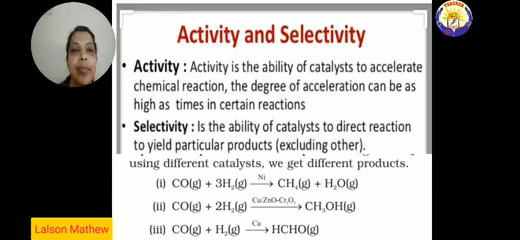 Activity and Selectivity
• Activity : Activity is the ability of catalysts to accelerate
chemical reaction, the degree of acceleration can be as
high as times in certain reactions
• Selectivity : Is the ability of catalysts to direct reaction
to yield particular products (excluding other).
using different catalysts, we get different products.
(i) CO(g) + 3H₂(g) —Ni→ CH₄(g) + H₂O(g)
(ii) CO(g) + 2H₂(g) —Cu/ZnO-Cr₂O₃→ CH₃OH(g)
(iii) CO(g) + H₂(g) —Cu→ HCHO(g)
Lalson Mathew